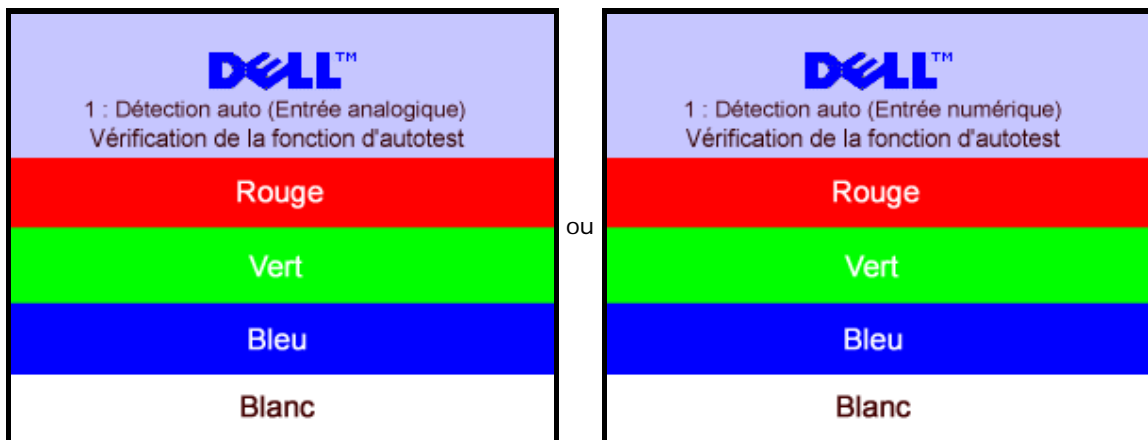 DELL™
1 : Détection auto (Entrée analogique)
Vérification de la fonction d'autotest
Rouge
Vert
Bleu
Blanc
ou
DELL™
1 : Détection auto (Entrée numérique)
Vérification de la fonction d'autotest
Rouge
Vert
Bleu
Blanc